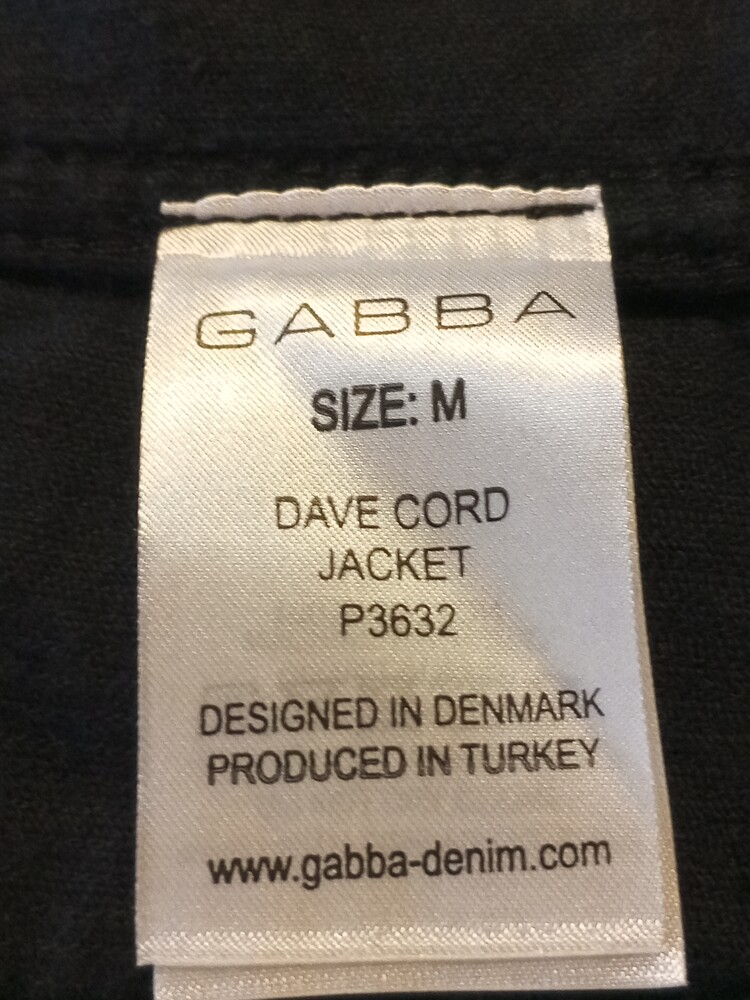 GABBA
SIZE: M
DAVE CORD
JACKET
P3632
DESIGNED IN DENMARK
PRODUCED IN TURKEY
www.gabba-denim.com